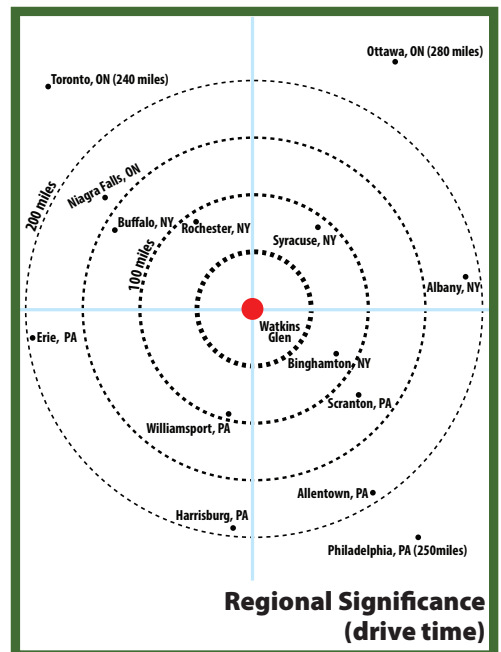 Ottawa, ON (280 miles)
Toronto, ON (240 miles)
Niagra Falls, ON
200 miles
Buffalo, NY
Rochester, NY
Syracuse, NY
100 miles
Albany, NY
Watkins
Glen
Erie, PA
Binghamton, NY
Scranton, PA
Williamsport, PA
Allentown, PA
Harrisburg, PA
Philadelphia, PA (250miles)
Regional Significance
(drive time)